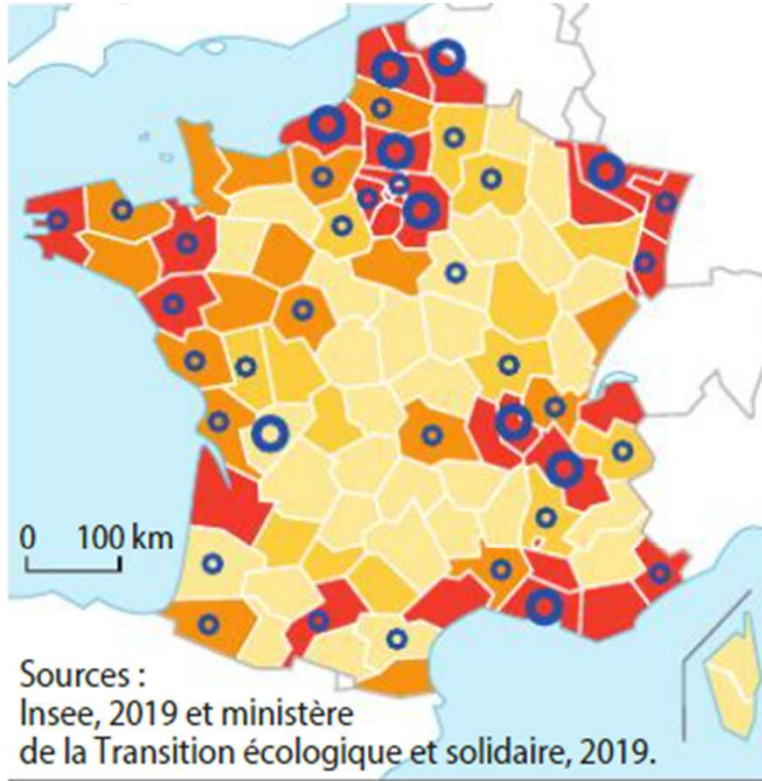 0 100 km
Sources :
Insee, 2019 et ministère
de la Transition écologique et solidaire, 2019.